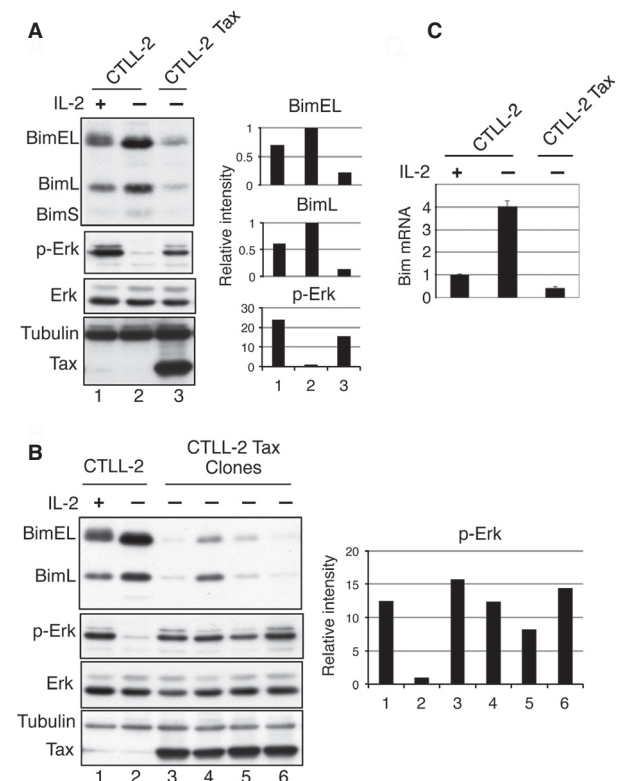 A
CTLL-2
CTLL-2 Tax
IL-2 + − −
BimEL
BimL
BimS
p-Erk
Erk
Tubulin
Tax
1 2 3
BimEL
1
0.5
0
BimL
1
0.5
0
p-Erk
30
20
10
0
1 2 3
Relative intensity
C
CTLL-2
CTLL-2 Tax
IL-2 + − −
Bim mRNA
4
3
2
1
0
B
CTLL-2 Tax
Clones
CTLL-2
IL-2 + − − − − −
BimEL
BimL
p-Erk
Erk
Tubulin
Tax
1 2 3 4 5 6
p-Erk
Relative intensity
20
15
10
5
0
1 2 3 4 5 6